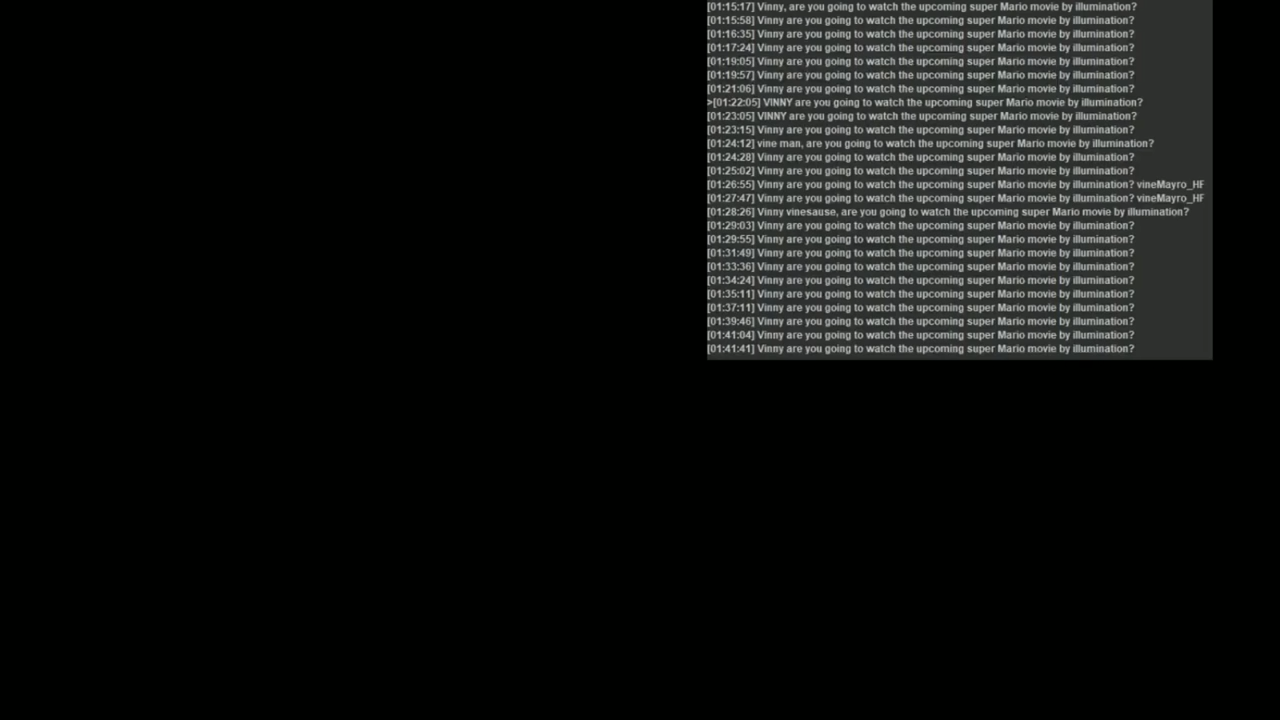 [01:15:17] Vinny, are you going to watch the upcoming super Mario movie by illumination?
[01:15:58] Vinny are you going to watch the upcoming super Mario movie by illumination?
[01:16:35] Vinny are you going to watch the upcoming super Mario movie by illumination?
[01:17:24] Vinny are you going to watch the upcoming super Mario movie by illumination?
[01:19:05] Vinny are you going to watch the upcoming super Mario movie by illumination?
[01:19:57] Vinny are you going to watch the upcoming super Mario movie by illumination?
[01:21:06] Vinny are you going to watch the upcoming super Mario movie by illumination?
>[01:22:05] VINNY are you going to watch the upcoming super Mario movie by illumination?
[01:23:05] VINNY are you going to watch the upcoming super Mario movie by illumination?
[01:23:15] Vinny are you going to watch the upcoming super Mario movie by illumination?
[01:24:12] vine man, are you going to watch the upcoming super Mario movie by illumination?
[01:24:28] Vinny are you going to watch the upcoming super Mario movie by illumination?
[01:25:02] Vinny are you going to watch the upcoming super Mario movie by illumination?
[01:26:55] Vinny are you going to watch the upcoming super Mario movie by illumination? vineMayro_HF
[01:27:47] Vinny are you going to watch the upcoming super Mario movie by illumination? vineMayro_HF
[01:28:26] Vinny vinesause, are you going to watch the upcoming super Mario movie by illumination?
[01:29:03] Vinny are you going to watch the upcoming super Mario movie by illumination?
[01:29:55] Vinny are you going to watch the upcoming super Mario movie by illumination?
[01:31:49] Vinny are you going to watch the upcoming super Mario movie by illumination?
[01:33:36] Vinny are you going to watch the upcoming super Mario movie by illumination?
[01:34:24] Vinny are you going to watch the upcoming super Mario movie by illumination?
[01:35:11] Vinny are you going to watch the upcoming super Mario movie by illumination?
[01:37:11] Vinny are you going to watch the upcoming super Mario movie by illumination?
[01:39:46] Vinny are you going to watch the upcoming super Mario movie by illumination?
[01:41:04] Vinny are you going to watch the upcoming super Mario movie by illumination?
[01:41:41] Vinny are you going to watch the upcoming super Mario movie by illumination?